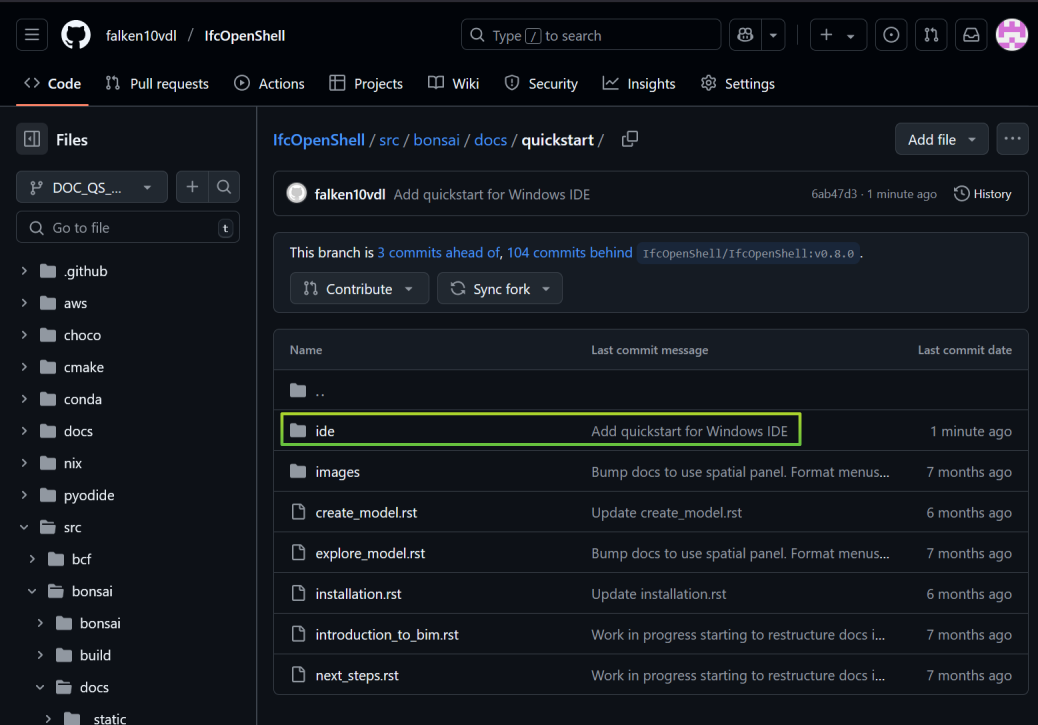 falken10vdl / IfcOpenShell
Type / to search
Code
Pull requests
Actions
Projects
Wiki
Security
Insights
Settings
Files
DOC_QS_...
Go to file
t
.github
aws
choco
cmake
conda
docs
nix
pyodide
src
bcf
bonsai
bonsai
build
docs
static
IfcOpenShell / src / bonsai / docs / quickstart /
Add file
falken10vdl Add quickstart for Windows IDE
6ab47d3 · 1 minute ago
History
This branch is 3 commits ahead of, 104 commits behind IfcOpenShell/IfcOpenShell:v0.8.0 .
Contribute
Sync fork
Name Last commit message Last commit date
..
ide Add quickstart for Windows IDE 1 minute ago
images Bump docs to use spatial panel. Format menus... 7 months ago
create_model.rst Update create_model.rst 6 months ago
explore_model.rst Bump docs to use spatial panel. Format menus... 7 months ago
installation.rst Update installation.rst 6 months ago
introduction_to_bim.rst Work in progress starting to restructure docs i... 7 months ago
next_steps.rst Work in progress starting to restructure docs i... 7 months ago